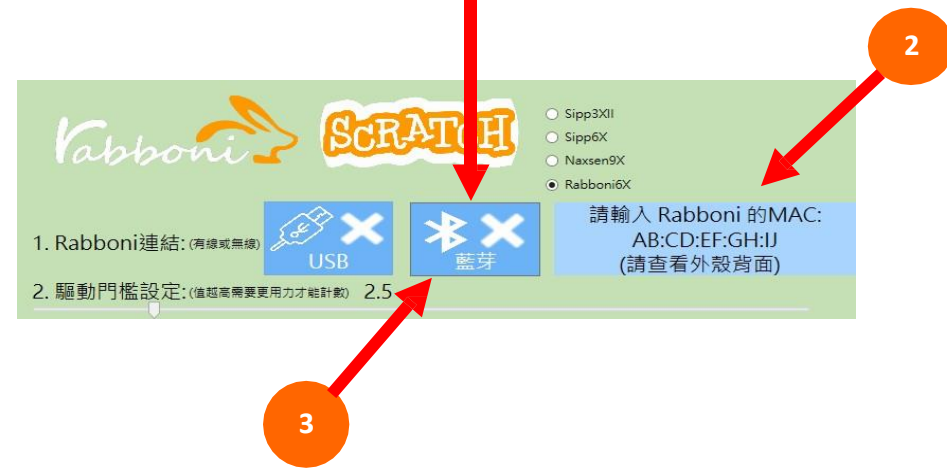 2
rabboni
SCRATCH
Sipp3XII
Sipp6X
Naxsen9X
Rabboni6X
1. Rabboni連結:(有線或無線)
USB
藍芽
請輸入 Rabboni 的MAC:
AB:CD:EF:GH:IJ
(請查看外殼背面)
2. 驅動門檻設定:(值越高需要更用力才能計數) 2.5
3